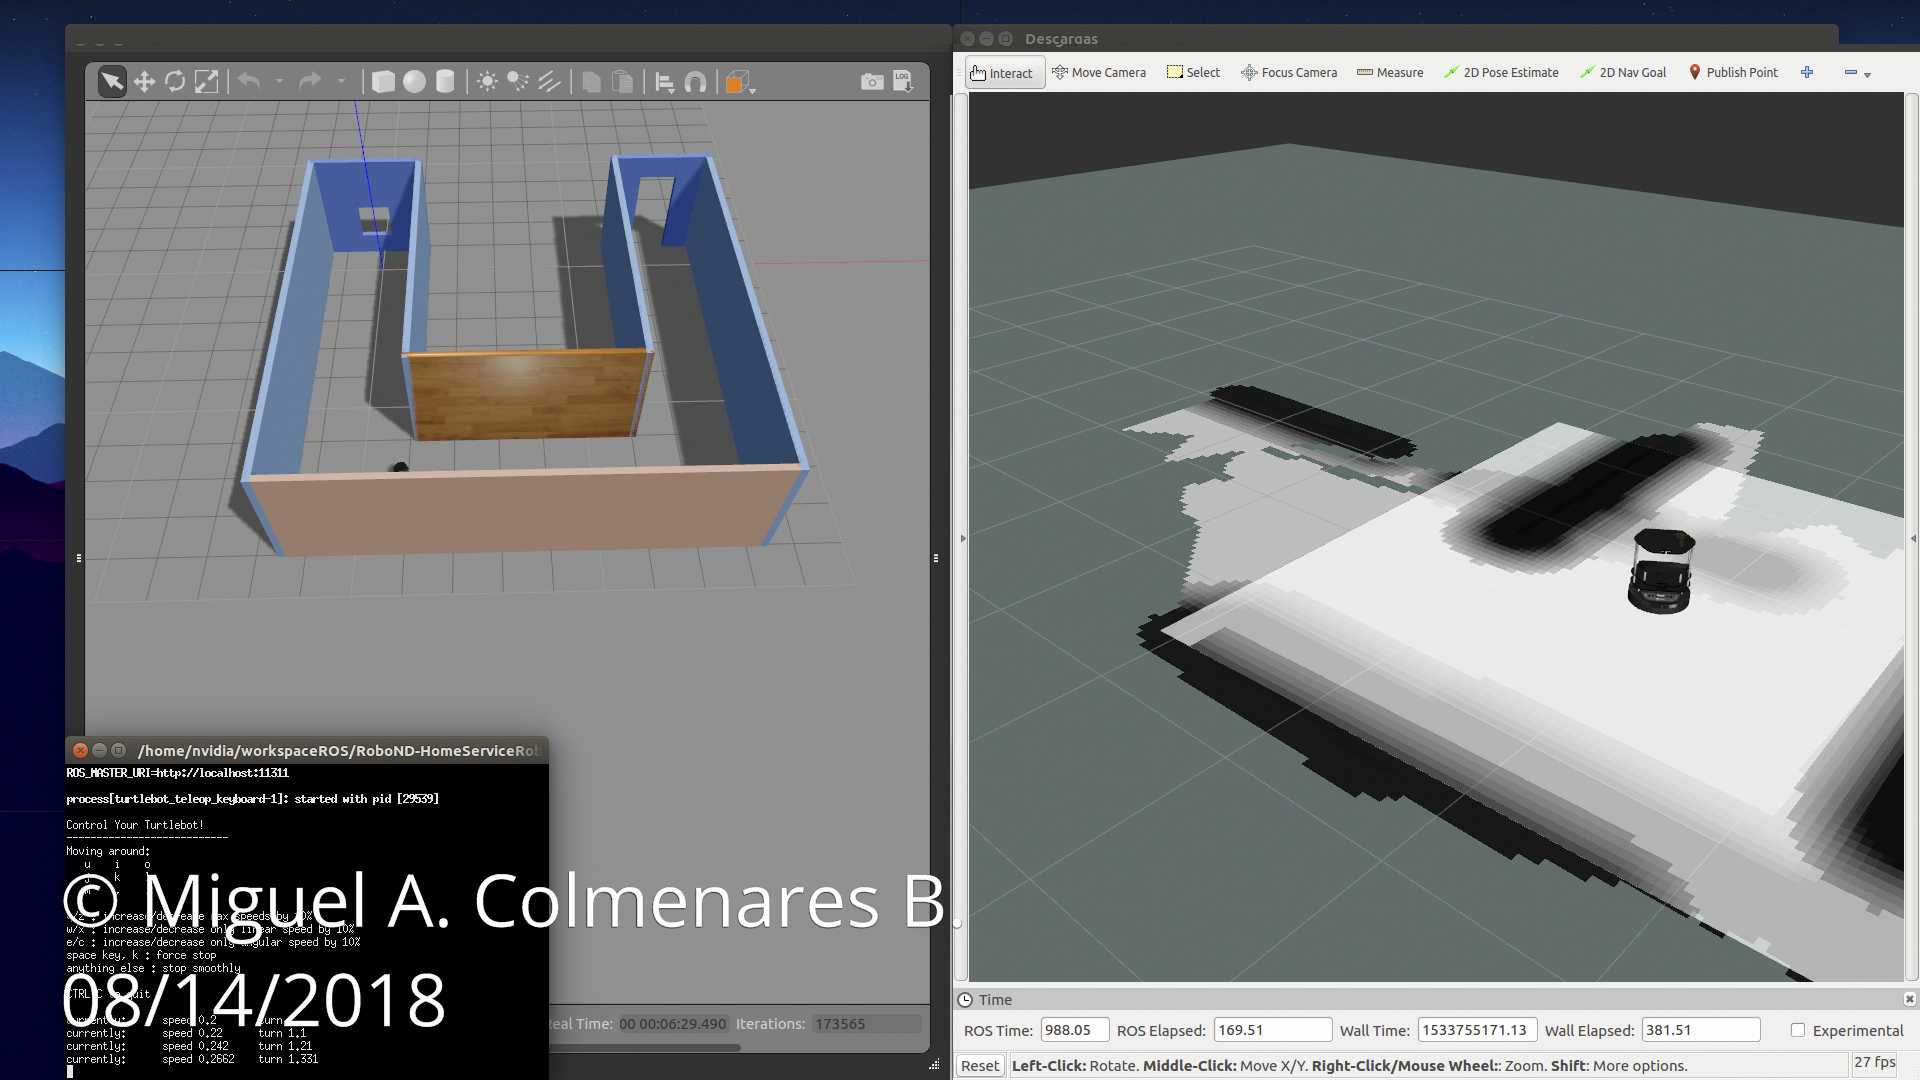 Descargas
Interact Move Camera Select Focus Camera Measure 2D Pose Estimate 2D Nav Goal Publish Point
LOG
/home/nvidia/workspaceROS/RoboND-HomeServiceRob
ROS_MASTER_URI=http://localhost:11311
process[turtlebot_teleop_keyboard-1]: started with pid [29539]
Control Your Turtlebot!
---------------------------
Moving around:
u i o
k
© Miguel A. Colmenares B
increase/decrease max speeds by 10%
w/x : increase/decrease only linear speed by 10%
e/c : increase/decrease only angular speed by 10%
space key, k : force stop
anything else : stop smoothly
quit
08/14/2018
currently: speed 0.2 turn
currently: speed 0.22 turn 1.1
currently: speed 0.242 turn 1.21
currently: speed 0.2662 turn 1.331
Real Time: 00 00:06:29.490 Iterations: 173565
Time
ROS Time: 988.05 ROS Elapsed: 169.51 Wall Time: 1533755171.13 Wall Elapsed: 381.51 Experimental
Reset Left-Click: Rotate. Middle-Click: Move X/Y. Right-Click/Mouse Wheel:: Zoom. Shift: More options. 27 fps